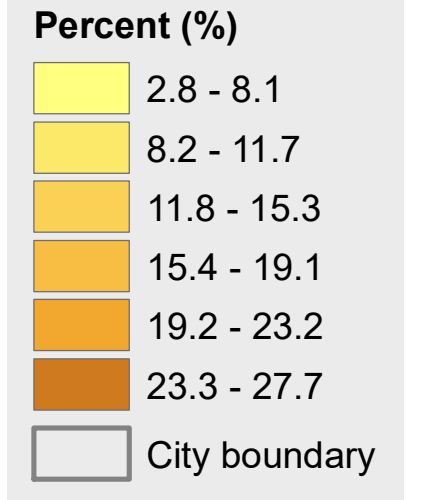 Percent (%)
2.8 - 8.1
8.2 - 11.7
11.8 - 15.3
15.4 - 19.1
19.2 - 23.2
23.3 - 27.7
City boundary